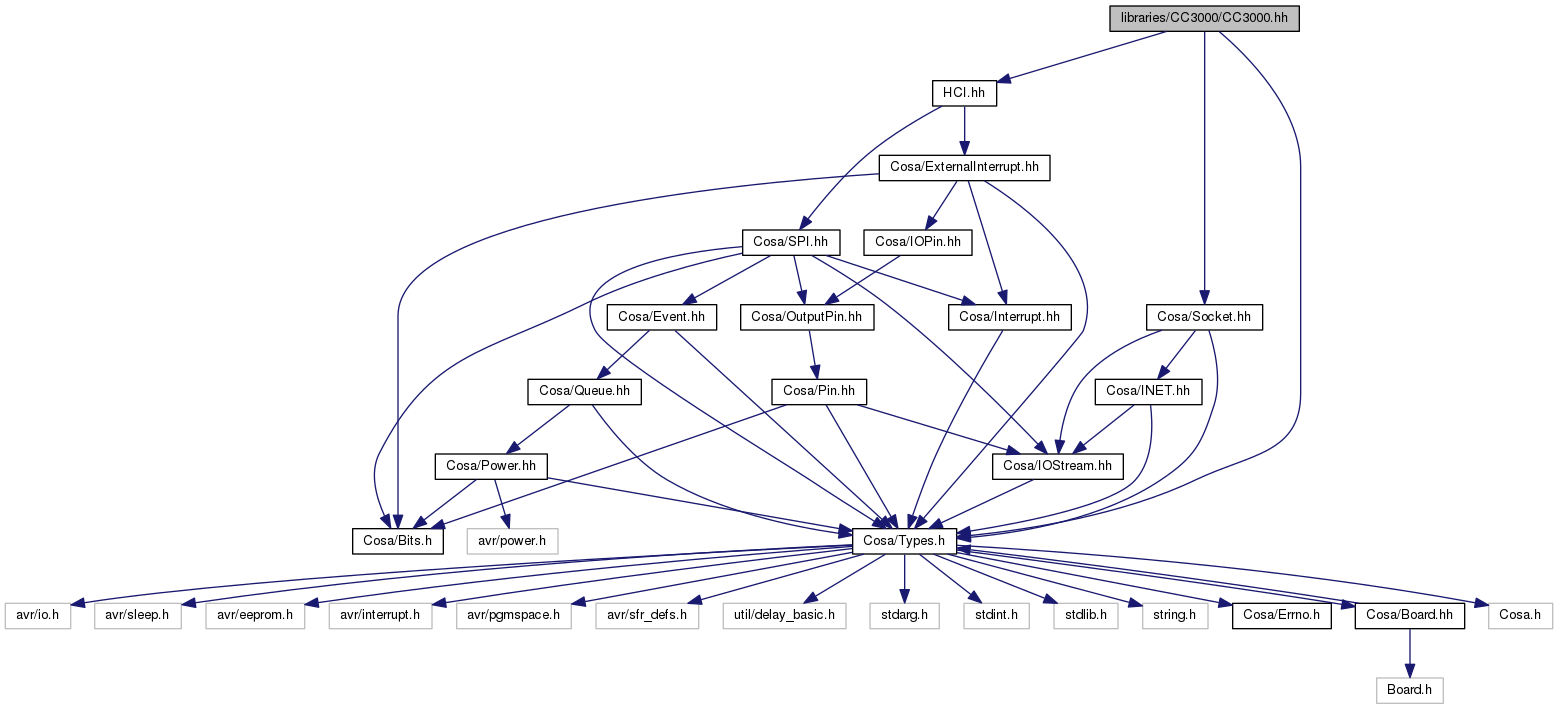 libraries/CC3000/CC3000.hh
HCI.hh
Cosa/ExternalInterrupt.hh
Cosa/SPI.hh
Cosa/IOPin.hh
Cosa/Event.hh
Cosa/OutputPin.hh
Cosa/Interrupt.hh
Cosa/Socket.hh
Cosa/Queue.hh
Cosa/Pin.hh
Cosa/INET.hh
Cosa/Power.hh
Cosa/IOStream.hh
Cosa/Bits.h
avr/power.h
Cosa/Types.h
avr/io.h
avr/sleep.h
avr/eeprom.h
avr/interrupt.h
avr/pgmspace.h
avr/sfr_defs.h
util/delay_basic.h
stdarg.h
stdint.h
stdlib.h
string.h
Cosa/Errno.h
Cosa/Board.hh
Cosa.h
Board.h